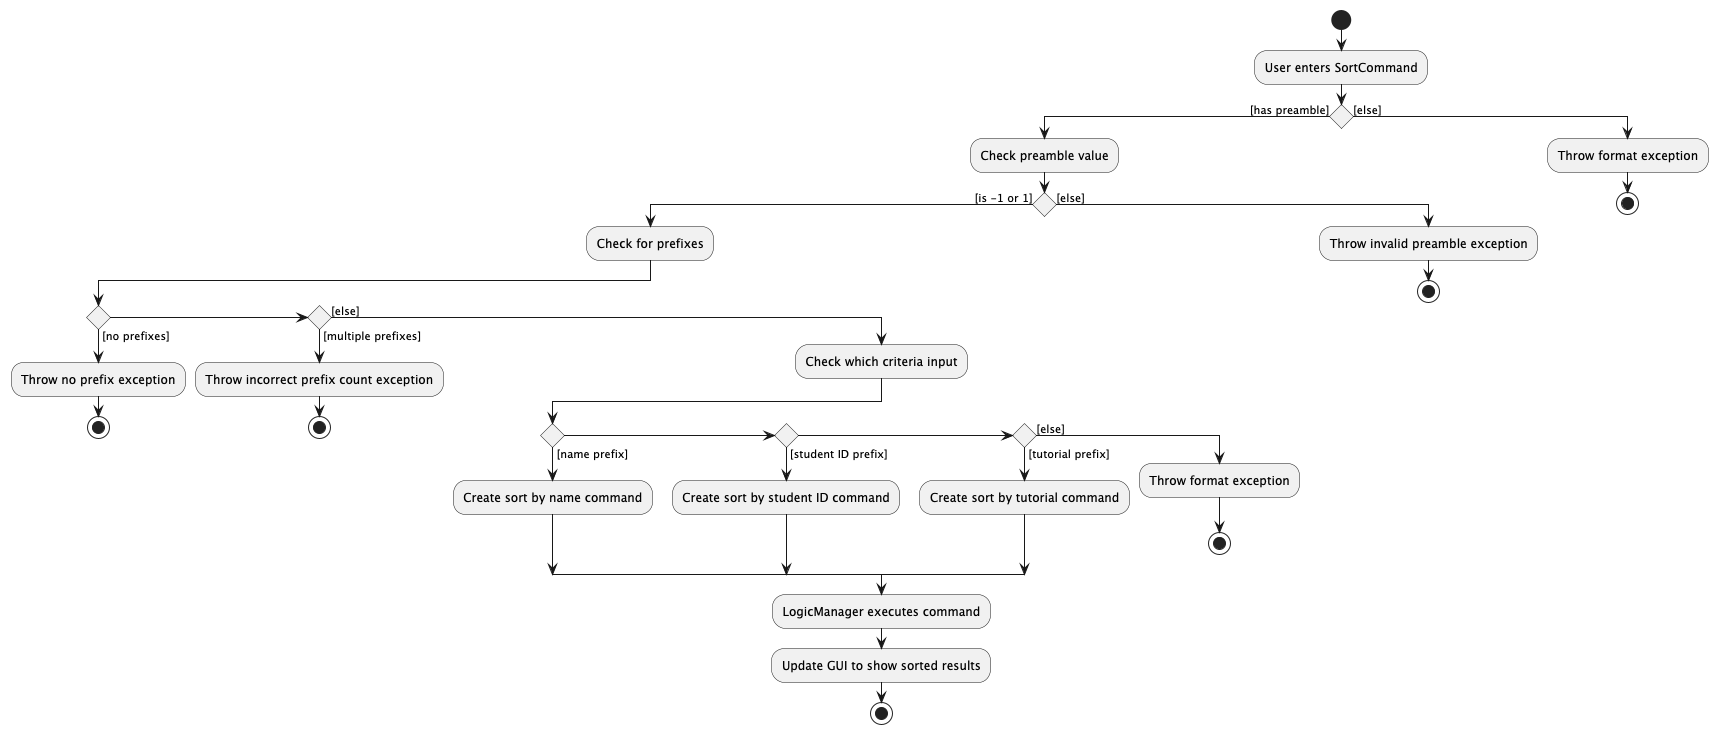 User enters SortCommand
[has preamble]
[else]
Check preamble value
Throw format exception
[is -1 or 1]
[else]
Check for prefixes
Throw invalid preamble exception
[else]
[no prefixes]
[multiple prefixes]
Check which criteria input
Throw no prefix exception
Throw incorrect prefix count exception
[else]
[name prefix]
[student ID prefix]
[tutorial prefix]
Throw format exception
Create sort by name command
Create sort by student ID command
Create sort by tutorial command
LogicManager executes command
Update GUI to show sorted results